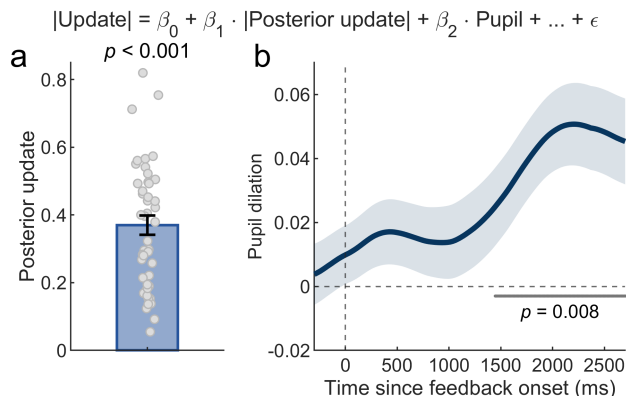 |Update| = β0 + β1 · |Posterior update| + β2 · Pupil + ... + ϵ
a
p < 0.001
b
Posterior update
0.8
0.6
0.4
0.2
0
Pupil dilation
0.06
0.04
0.02
0
-0.02
p = 0.008
0 500 1000 1500 2000 2500
Time since feedback onset (ms)